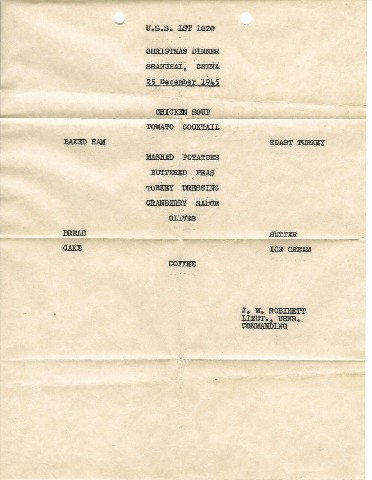 U.S.S. LST 1020
CHRISTMAS DINNER
SHANGHAI, CHINA
25 December 1945
CHICKEN SOUP
TOMATO COCKTAIL
BAKED HAM ROAST TURKEY
MASHED POTATOES
BUTTERED PEAS
TURKEY DRESSING
CRANBERRY SAUCE
OLIVES
BREAD BUTTER
CAKE ICE CREAM
COFFEE
J. W. ROBINETT
LIEUT., USNR.
COMMANDING